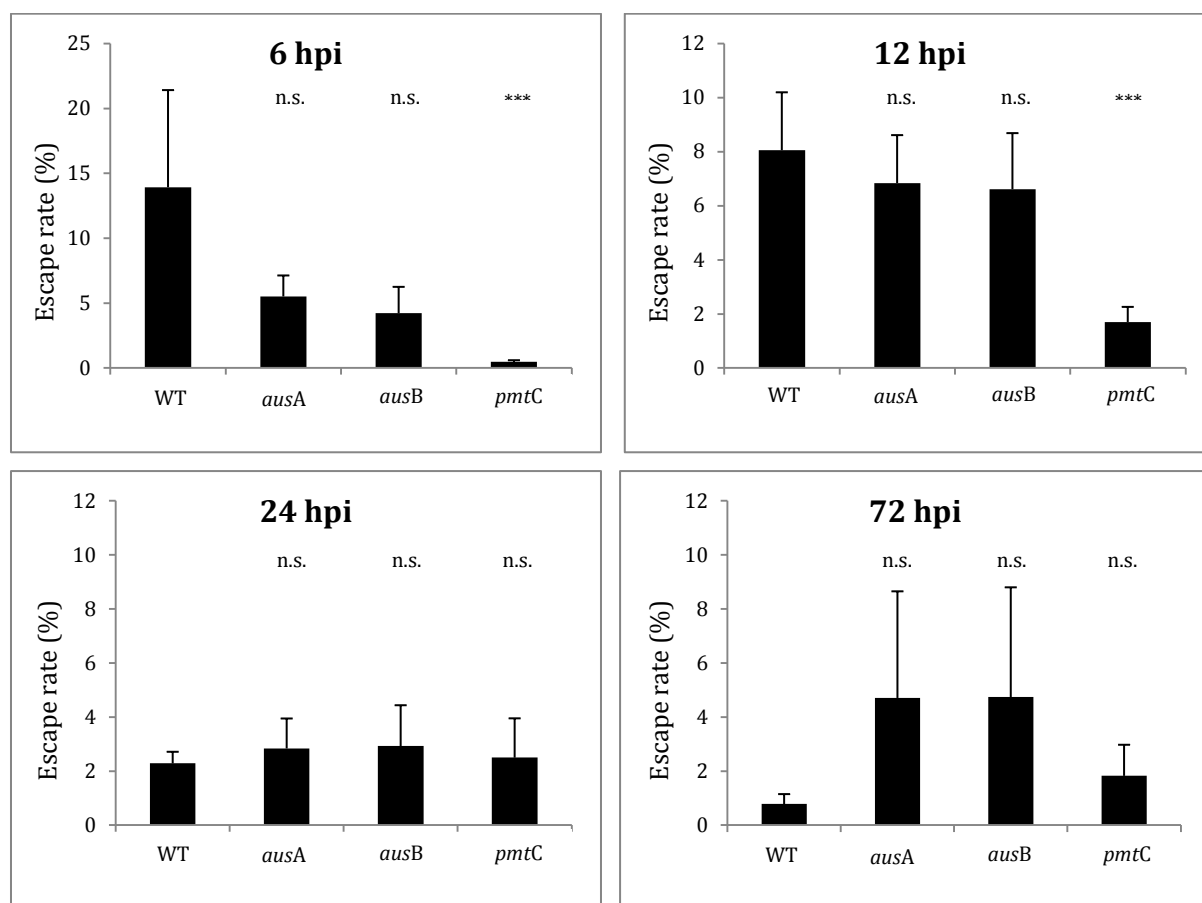 6 hpi
Escape rate (%)
25
20
15
10
5
0
n.s. n.s. ***
WT ausA ausB pmtC
12 hpi
Escape rate (%)
12
10
8
6
4
2
0
n.s. n.s. ***
WT ausA ausB pmtC
24 hpi
Escape rate (%)
12
10
8
6
4
2
0
n.s. n.s. n.s.
WT ausA ausB pmtC
72 hpi
Escape rate (%)
12
10
8
6
4
2
0
n.s. n.s. n.s.
WT ausA ausB pmtC